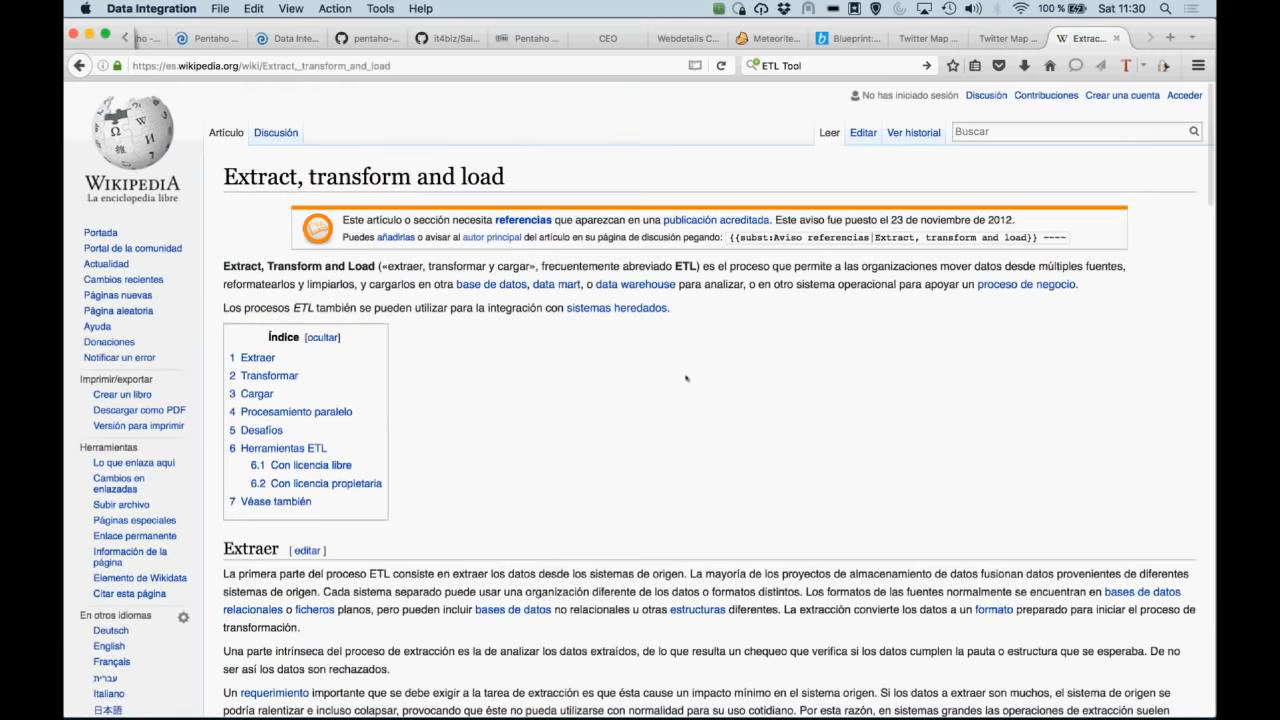 Data Integration File Edit View Action Tools Help 100 % Sat 11:30
ho -... Pentaho ... Data Inte... pentaho-... it4biz/Sai... Pentaho ... CEO Webdetails C... Meteorite... Blueprint:... Twitter Map ... Twitter Map ... W Extrac...
https://es.wikipedia.org/wiki/Extract,_transform_and_load ETL Tool
No has iniciado sesión Discusión Contribuciones Crear una cuenta Acceder
Artículo Discusión Leer Editar Ver historial Buscar
WIKIPEDIA
La enciclopedia libre
Portada
Portal de la comunidad
Actualidad
Cambios recientes
Páginas nuevas
Página aleatoria
Ayuda
Donaciones
Notificar un error
Imprimir/exportar
Crear un libro
Descargar como PDF
Versión para imprimir
Herramientas
Lo que enlaza aquí
Cambios en
enlazadas
Subir archivo
Páginas especiales
Enlace permanente
Información de la
página
Elemento de Wikidata
Citar esta página
En otros idiomas
Deutsch
English
Français
עברית
Italiano
日本語
Extract, transform and load
Este artículo o sección necesita referencias que aparezcan en una publicación acreditada. Este aviso fue puesto el 23 de noviembre de 2012.
Puedes añadirlas o avisar al autor principal del artículo en su página de discusión pegando: {{subst:Aviso referencias|Extract, transform and load}} ----
Extract, Transform and Load («extraer, transformar y cargar», frecuentemente abreviado ETL) es el proceso que permite a las organizaciones mover datos desde múltiples fuentes,
reformatearlos y limpiarlos, y cargarlos en otra base de datos, data mart, o data warehouse para analizar, o en otro sistema operacional para apoyar un proceso de negocio.
Los procesos ETL también se pueden utilizar para la integración con sistemas heredados.
Índice [ocultar]
1 Extraer
2 Transformar
3 Cargar
4 Procesamiento paralelo
5 Desafíos
6 Herramientas ETL
6.1 Con licencia libre
6.2 Con licencia propietaria
7 Véase también
Extraer [ editar ]
La primera parte del proceso ETL consiste en extraer los datos desde los sistemas de origen. La mayoría de los proyectos de almacenamiento de datos fusionan datos provenientes de diferentes
sistemas de origen. Cada sistema separado puede usar una organización diferente de los datos o formatos distintos. Los formatos de las fuentes normalmente se encuentran en bases de datos
relacionales o ficheros planos, pero pueden incluir bases de datos no relacionales u otras estructuras diferentes. La extracción convierte los datos a un formato preparado para iniciar el proceso de
transformación.
Una parte intrínseca del proceso de extracción es la de analizar los datos extraídos, de lo que resulta un chequeo que verifica si los datos cumplen la pauta o estructura que se esperaba. De no
ser así los datos son rechazados.
Un requerimiento importante que se debe exigir a la tarea de extracción es que ésta cause un impacto mínimo en el sistema origen. Si los datos a extraer son muchos, el sistema de origen se
podría ralentizar e incluso colapsar, provocando que éste no pueda utilizarse con normalidad para su uso cotidiano. Por esta razón, en sistemas grandes las operaciones de extracción suelen